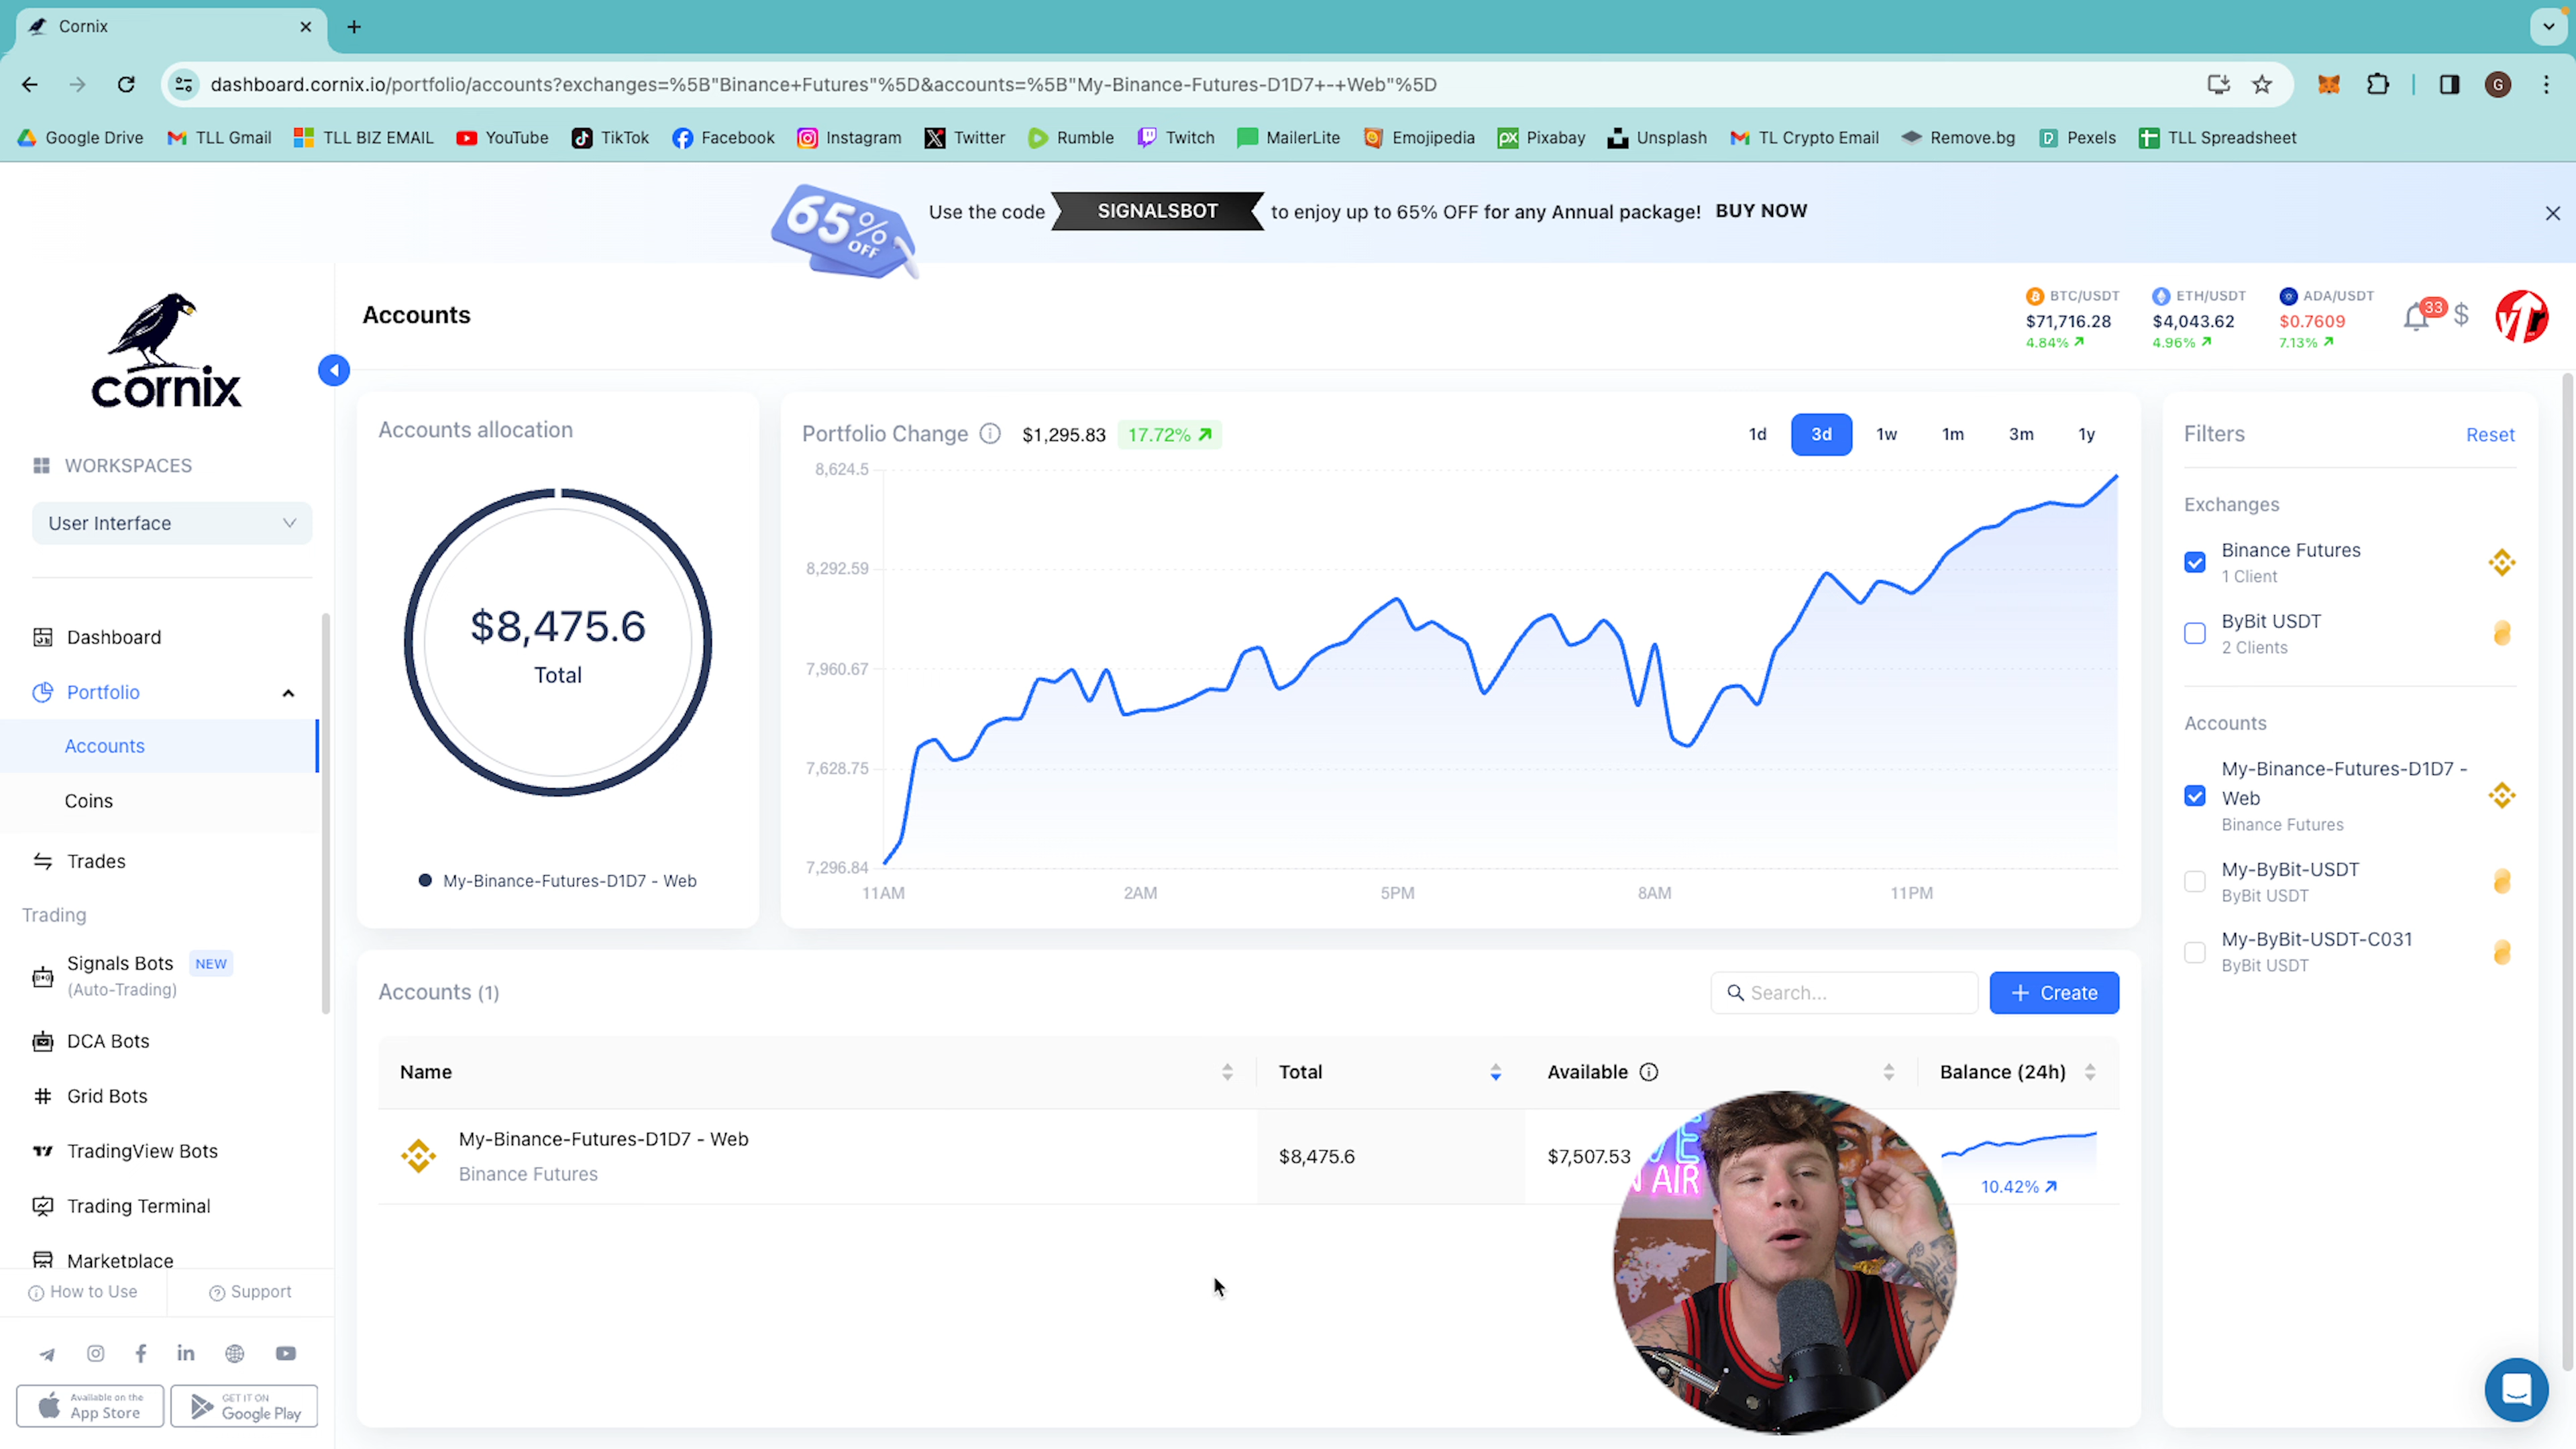 Cornix
dashboard.cornix.io/portfolio/accounts?exchanges=%5B"Binance+Futures"%5D&accounts=%5B"My-Binance-Futures-D1D7+-+Web"%5D
G
Google Drive TLL Gmail TLL BIZ EMAIL YouTube TikTok Facebook Instagram Twitter Rumble Twitch MailerLite Emojipedia Pixabay Unsplash TL Crypto Email Remove.bg Pexels TLL Spreadsheet
65% OFF
Use the code SIGNALSBOT to enjoy up to 65% OFF for any Annual package! BUY NOW
cornix
WORKSPACES
User Interface
Dashboard
Portfolio
Accounts
Coins
Trades
Trading
Signals Bots NEW
(Auto-Trading)
DCA Bots
Grid Bots
TradingView Bots
Trading Terminal
Marketplace
How to Use Support
Available on the
App Store
GET IT ON
Google Play
Accounts
BTC/USDT ETH/USDT ADA/USDT
$71,716.28 $4,043.62 $0.7609
4.84% 4.96% 7.13%
33 $
Accounts allocation
$8,475.6
Total
My-Binance-Futures-D1D7 - Web
Portfolio Change $1,295.83 17.72%
1d 3d 1w 1m 3m 1y
8,624.5
8,292.59
7,960.67
7,628.75
7,296.84
11AM 2AM 5PM 8AM 11PM
Accounts (1)
Search...
+ Create
Name Total Available Balance (24h)
My-Binance-Futures-D1D7 - Web
Binance Futures
$8,475.6 $7,507.53
10.42%
AIR
Filters Reset
Exchanges
Binance Futures
1 Client
ByBit USDT
2 Clients
Accounts
My-Binance-Futures-D1D7 -
Web
Binance Futures
My-ByBit-USDT
ByBit USDT
My-ByBit-USDT-C031
ByBit USDT